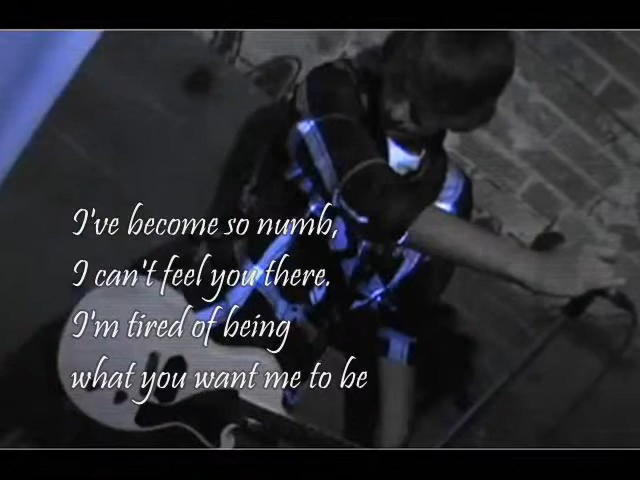 I've become so numb,
I can't feel you there.
I'm tired of being
what you want me to be